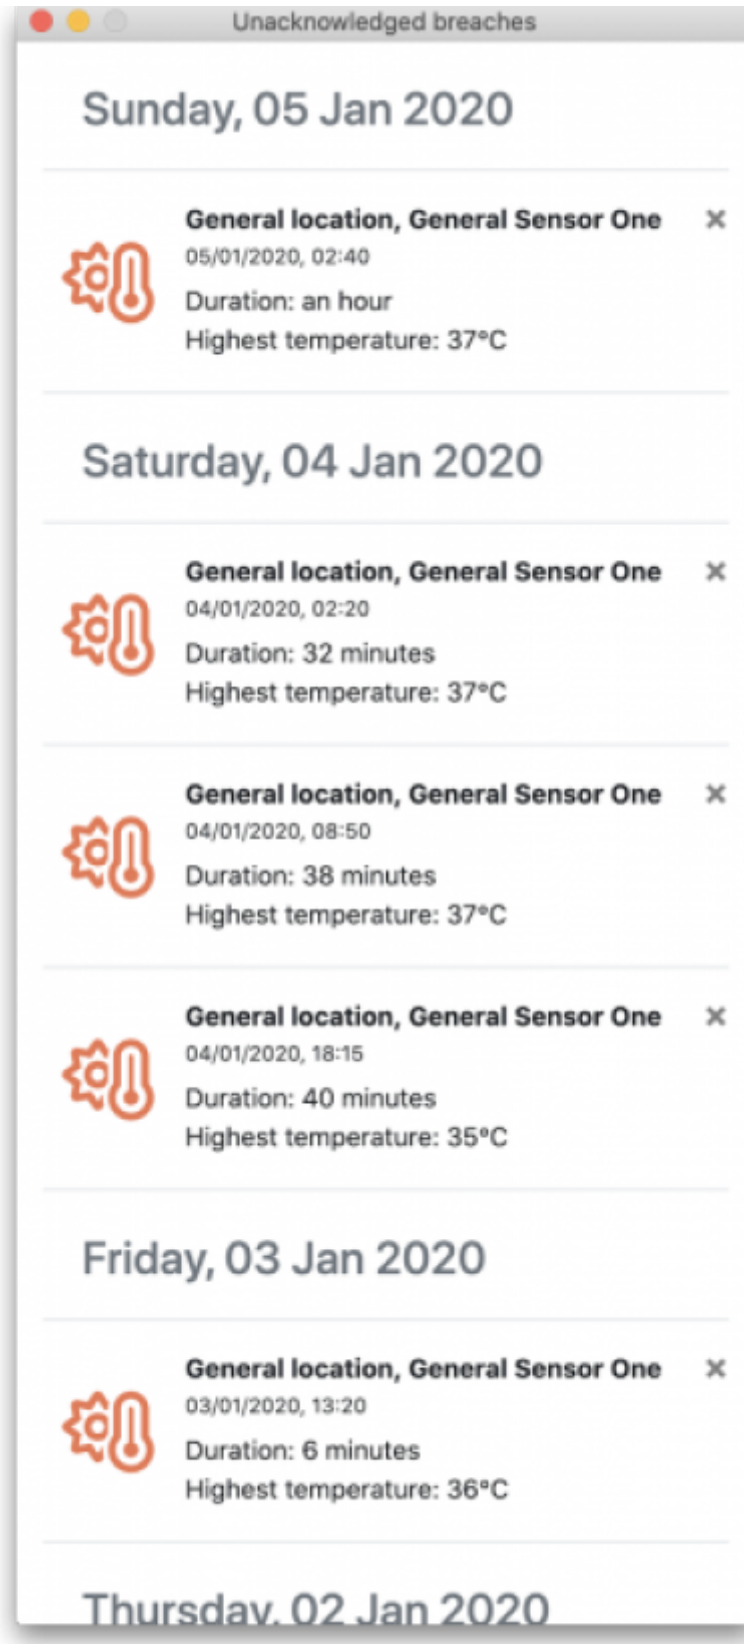 Unacknowledged breaches
Sunday, 05 Jan 2020
General location, General Sensor One
05/01/2020, 02:40
Duration: an hour
Highest temperature: 37°C
Saturday, 04 Jan 2020
General location, General Sensor One
04/01/2020, 02:20
Duration: 32 minutes
Highest temperature: 37°C
General location, General Sensor One
04/01/2020, 08:50
Duration: 38 minutes
Highest temperature: 37°C
General location, General Sensor One
04/01/2020, 18:15
Duration: 40 minutes
Highest temperature: 35°C
Friday, 03 Jan 2020
General location, General Sensor One
03/01/2020, 13:20
Duration: 6 minutes
Highest temperature: 36°C
Thursday, 02 Jan 2020